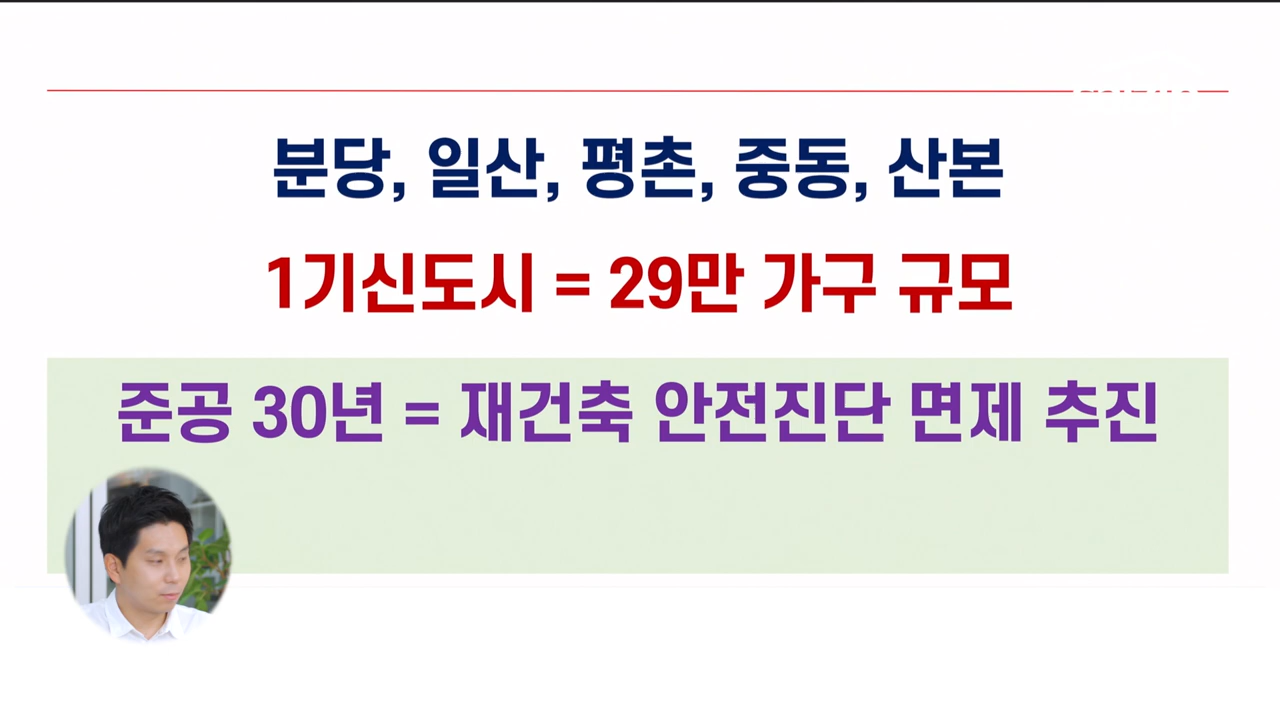 분당, 일산, 평촌, 중동, 산본
1기신도시 = 29만 가구 규모
준공 30년 = 재건축 안전진단 면제 추진